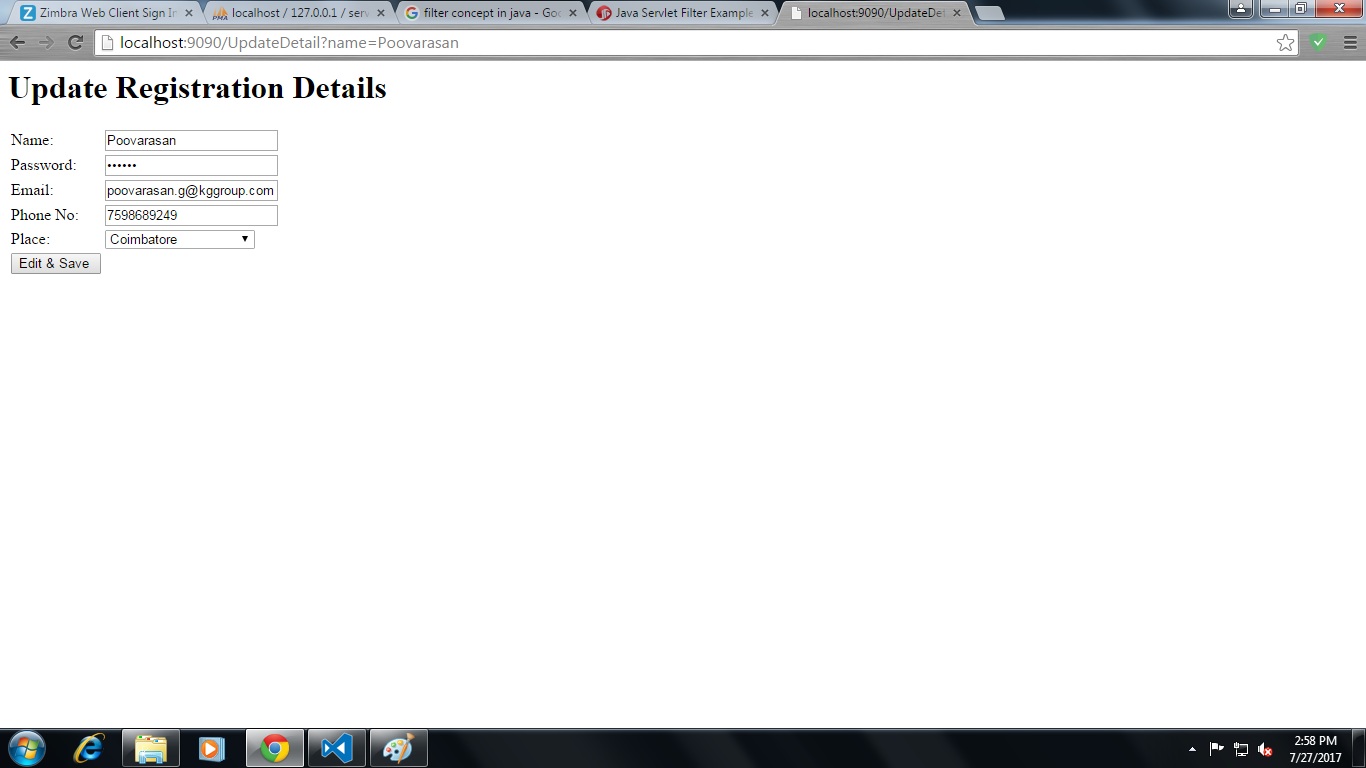 Zimbra Web Client Sign In
localhost / 127.0.0.1 / serv
filter concept in java - Goo
Java Servlet Filter Example
localhost:9090/UpdateDet
localhost:9090/UpdateDetail?name=Poovarasan
Update Registration Details
Name: Poovarasan
Password: ••••••
Email: poovarasan.g@kggroup.com
Phone No: 7598689249
Place: Coimbatore
Edit & Save
2:58 PM
7/27/2017